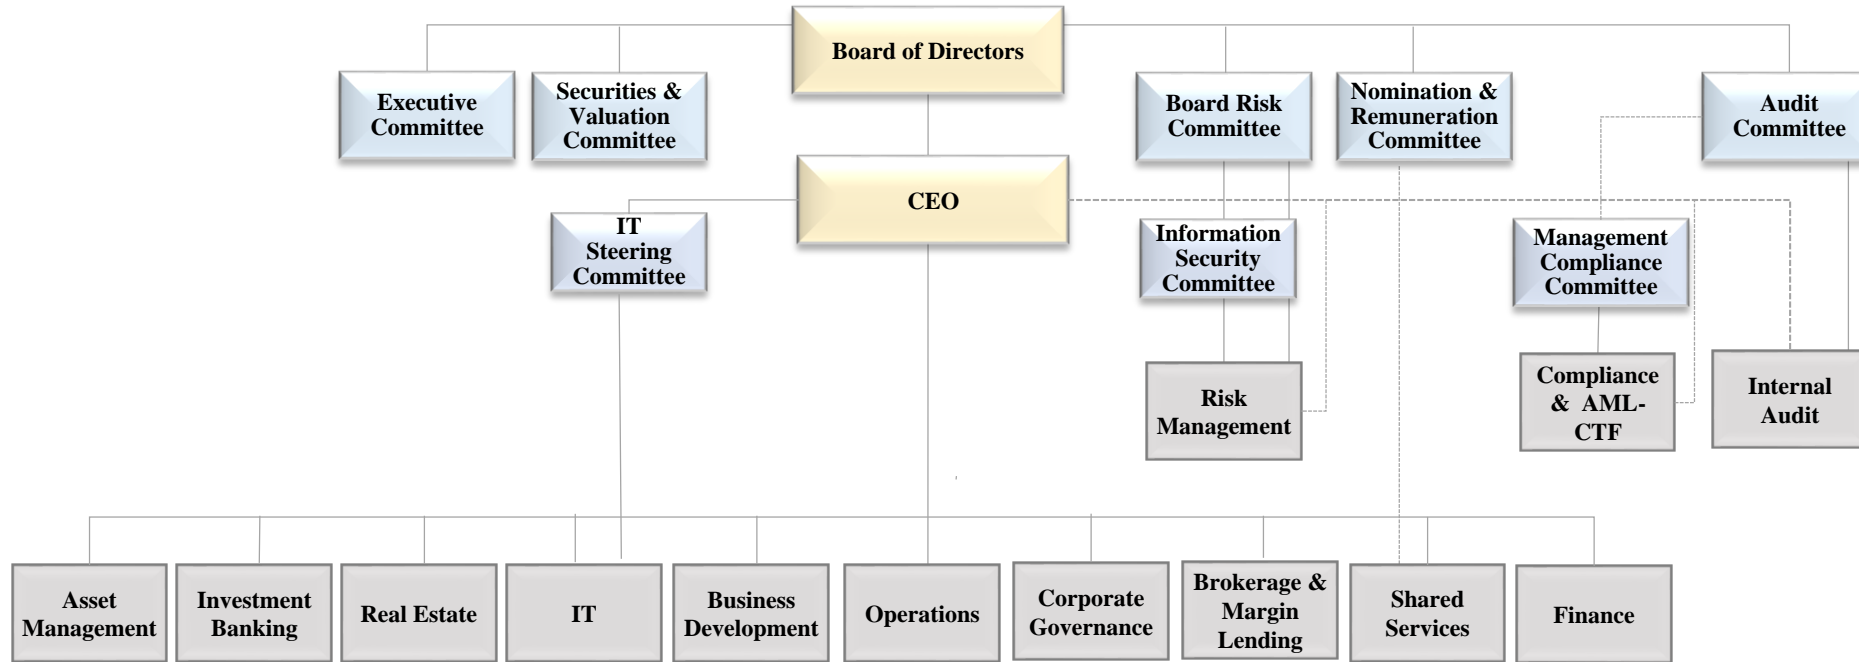 Board of Directors
Executive
Committee
Securities &
Valuation
Committee
Board Risk
Committee
Nomination &
Remuneration
Committee
Audit
Committee
CEO
IT
Steering
Committee
Information
Security
Committee
Management
Compliance
Committee
Risk
Management
Compliance
& AML-
CTF
Internal
Audit
Asset
Management
Investment
Banking
Real Estate
IT
Business
Development
Operations
Corporate
Governance
Brokerage &
Margin
Lending
Shared
Services
Finance